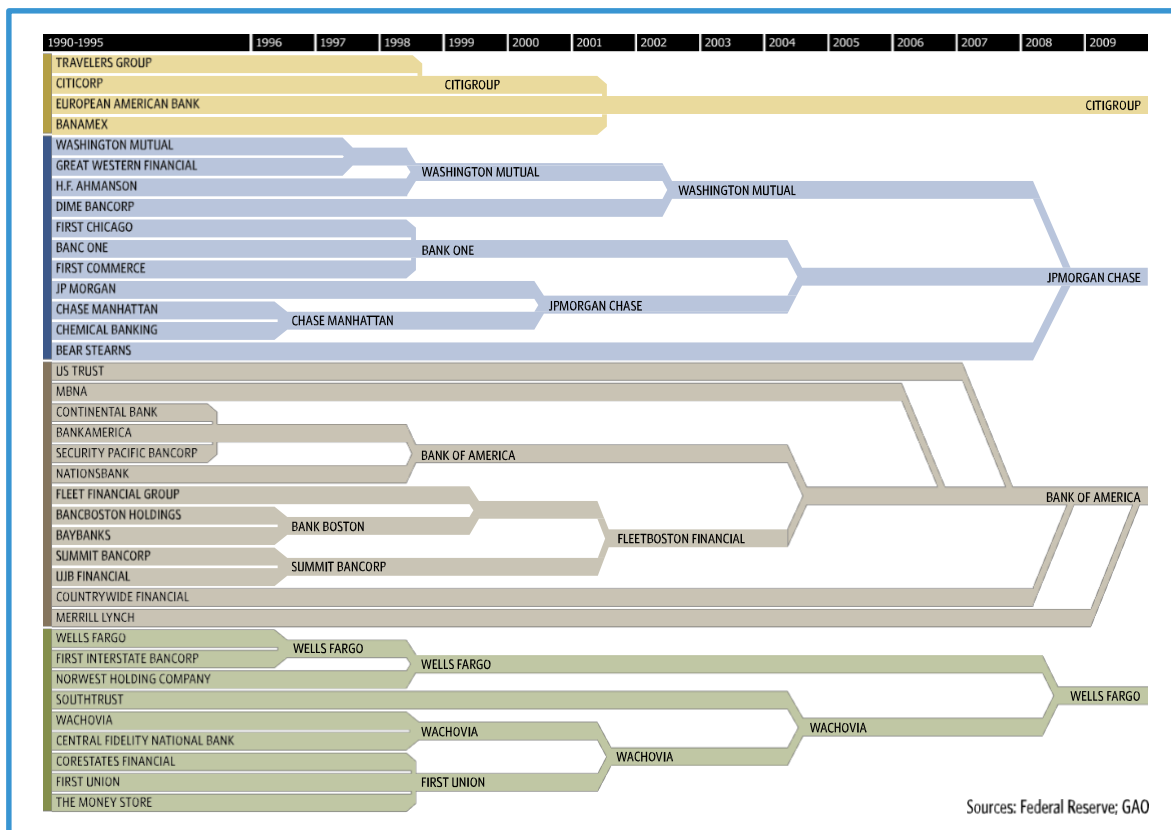 1990-1995 1996 1997 1998 1999 2000 2001 2002 2003 2004 2005 2006 2007 2008 2009
TRAVELERS GROUP
CITICORP CITIGROUP
EUROPEAN AMERICAN BANK CITIGROUP
BANAMEX
WASHINGTON MUTUAL
GREAT WESTERN FINANCIAL
WASHINGTON MUTUAL
H.F. AHMANSON
WASHINGTON MUTUAL
DIME BANCORP
FIRST CHICAGO
BANC ONE BANK ONE
FIRST COMMERCE
JPMORGAN CHASE
JP MORGAN
JPMORGAN CHASE
CHASE MANHATTAN
CHASE MANHATTAN
CHEMICAL BANKING
BEAR STEARNS
US TRUST
MBNA
CONTINENTAL BANK
BANKAMERICA
SECURITY PACIFIC BANCORP BANK OF AMERICA
NATIONSBANK
FLEET FINANCIAL GROUP BANK OF AMERICA
BANCBOSTON HOLDINGS
BANK BOSTON
BAYBANKS FLEETBOSTON FINANCIAL
SUMMIT BANCORP
SUMMIT BANCORP
UJB FINANCIAL
COUNTRYWIDE FINANCIAL
MERRILL LYNCH
WELLS FARGO
WELLS FARGO
FIRST INTERSTATE BANCORP
WELLS FARGO
NORWEST HOLDING COMPANY
SOUTHTRUST WELLS FARGO
WACHOVIA
WACHOVIA WACHOVIA
CENTRAL FIDELITY NATIONAL BANK
WACHOVIA
CORESTATES FINANCIAL
FIRST UNION FIRST UNION
THE MONEY STORE
Sources: Federal Reserve; GAO